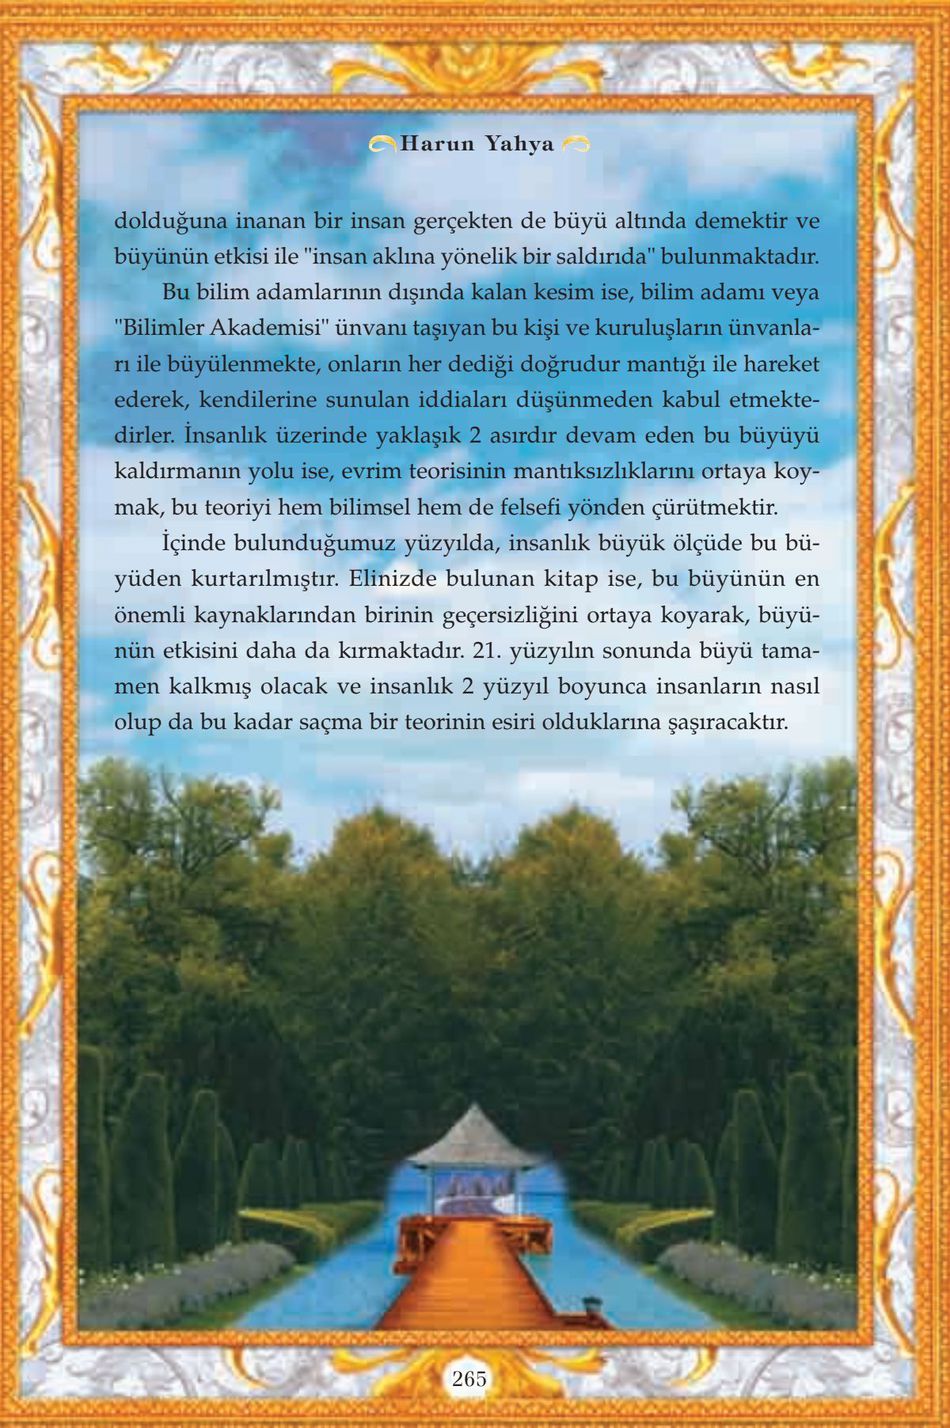 Harun Yahya
dolduğuna inanan bir insan gerçekten de büyü altında demektir ve
büyünün etkisi ile "insan aklına yönelik bir saldırıda" bulunmaktadır.
Bu bilim adamlarının dışında kalan kesim ise, bilim adamı veya
"Bilimler Akademisi" ünvanı taşıyan bu kişi ve kuruluşların ünvanla-
rı ile büyülenmekte, onların her dediği doğrudur mantığı ile hareket
ederek, kendilerine sunulan iddiaları düşünmeden kabul etmekte-
dirler. İnsanlık üzerinde yaklaşık 2 asırdır devam eden bu büyüyü
kaldırmanın yolu ise, evrim teorisinin mantıksızlıklarını ortaya koy-
mak, bu teoriyi hem bilimsel hem de felsefi yönden çürütmektir.
İçinde bulunduğumuz yüzyılda, insanlık büyük ölçüde bu bü-
yüden kurtarılmıştır. Elinizde bulunan kitap ise, bu büyünün en
önemli kaynaklarından birinin geçersizliğini ortaya koyarak, büyü-
nün etkisini daha da kırmaktadır. 21. yüzyılın sonunda büyü tama-
men kalkmış olacak ve insanlık 2 yüzyıl boyunca insanların nasıl
olup da bu kadar saçma bir teorinin esiri olduklarına şaşıracaktır.
265